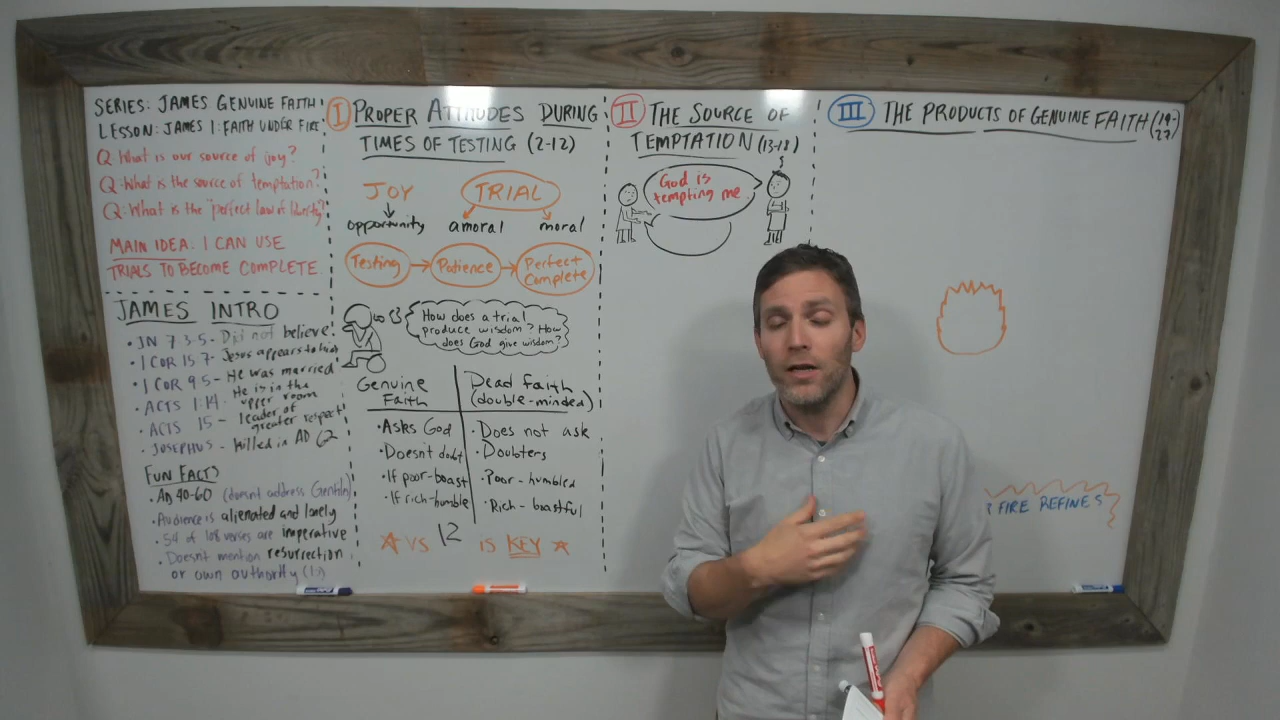 SERIES: JAMES GENUINE FAITH
LESSON: JAMES 1: FAITH UNDER FIRE
Q: What is our source of joy?
Q: What is the source of temptation?
Q: What is the "perfect law of liberty?"
MAIN IDEA: I CAN USE
TRIALS TO BECOME COMPLETE.
JAMES INTRO
• JN 7 3-5 - Did not believe!
• 1 COR 15 7 - Jesus appears to him
• 1 COR 9:5 - He was married
• ACTS 1:14 - He is in the
upper room
• ACTS 15 - leader of
greater respect
• JOSEPHUS - Killed in AD 62
FUN FACTS
• AD 40-60 (doesnt address Gentiln)
• Audience is alienated and lonely
• 54 of 108 verses are imperative
• Doesnt mention resurrection
or own authority (1:1)
I PROPER ATTITUDES DURING
TIMES OF TESTING (2-12)
JOY TRIAL
opportunity amoral moral
Testing Patience Perfect
Complete
How does a trial
produce wisdom? How
does God give wisdom?
Genuine
Faith
Dead Faith
(double-minded)
• Asks God • Does not ask
• Doesn't doubt • Doubters
• If poor-boast • Poor-humbled
• If rich-humble • Rich-boastful
VS 12 IS KEY
II THE SOURCE OF
TEMPTATION (13-18)
God is
tempting me
III THE PRODUCTS OF GENUINE FAITH (19-
27)
FIRE REFINES